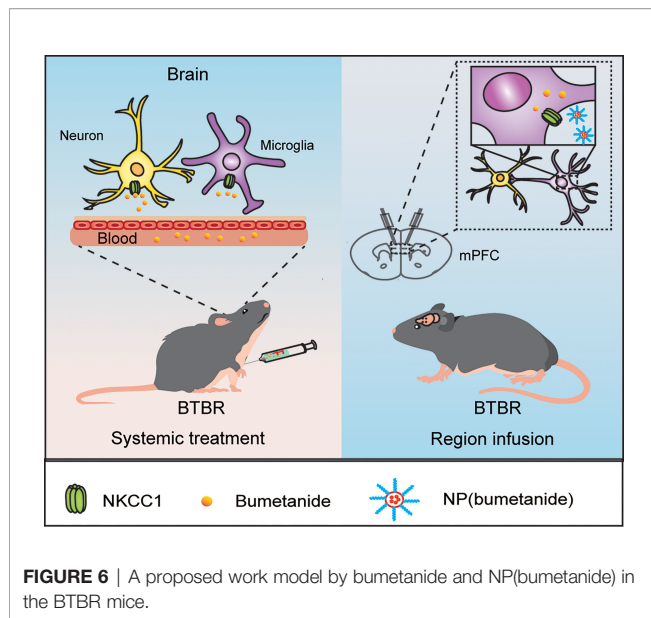 Brain
Neuron
Microglia
Blood
BTBR
Systemic treatment
mPFC
BTBR
Region infusion
NKCC1
Bumetanide
NP(bumetanide)
FIGURE 6 | A proposed work model by bumetanide and NP(bumetanide) in
the BTBR mice.